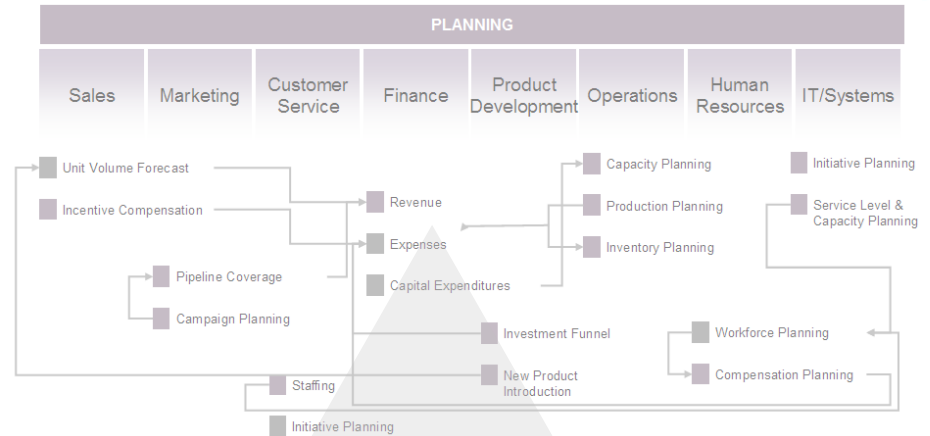 PLANNING
Sales
Marketing
Customer
Service
Finance
Product
Development
Operations
Human
Resources
IT/Systems
Unit Volume Forecast
Incentive Compensation
Pipeline Coverage
Campaign Planning
Staffing
Initiative Planning
Revenue
Expenses
Capital Expenditures
Investment Funnel
New Product
Introduction
Capacity Planning
Production Planning
Inventory Planning
Workforce Planning
Compensation Planning
Initiative Planning
Service Level &
Capacity Planning